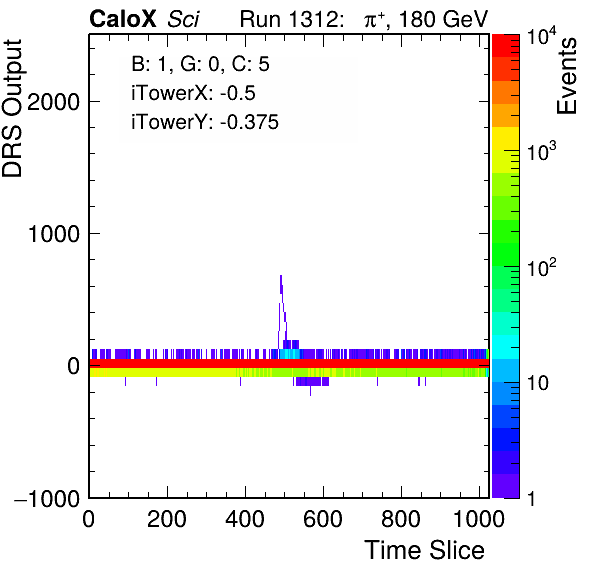 CaloX Sci Run 1312: π⁺, 180 GeV
B: 1, G: 0, C: 5
iTowerX: -0.5
iTowerY: -0.375
DRS Output
2000
1000
0
−1000
0 200 400 600 800 1000
Time Slice
Events
10⁴
10³
10²
10
1